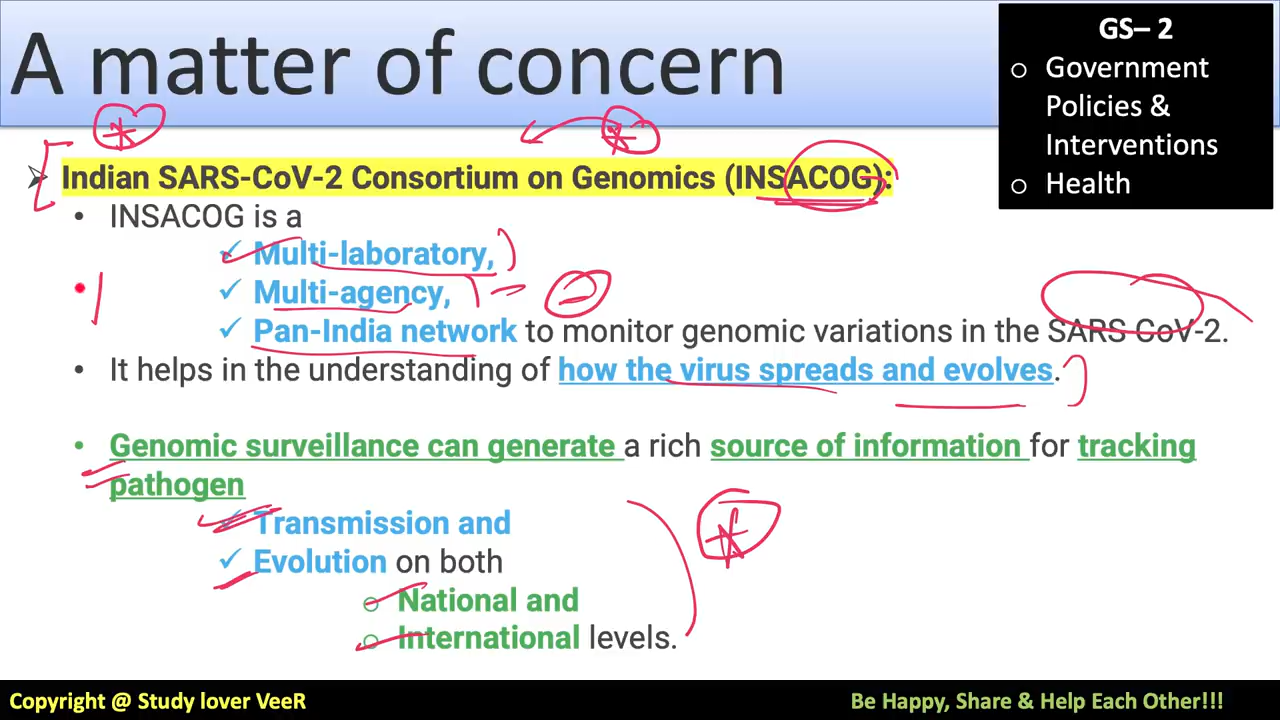 A matter of concern
GS– 2
○ Government
Policies &
Interventions
○ Health
➢ Indian SARS-CoV-2 Consortium on Genomics (INSACOG):
• INSACOG is a
✓ Multi-laboratory,
✓ Multi-agency,
✓ Pan-India network to monitor genomic variations in the SARS CoV-2.
• It helps in the understanding of how the virus spreads and evolves.
• Genomic surveillance can generate a rich source of information for tracking
pathogen
✓ Transmission and
✓ Evolution on both
○ National and
○ International levels.
Copyright @ Study lover VeeR
Be Happy, Share & Help Each Other!!!